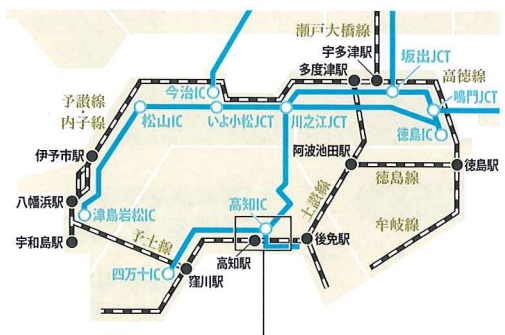 瀬戸大橋線
宇多津駅
坂出JCT
多度津駅
高徳線
今治IC
鳴門JCT
予讃線
・
内子線
松山IC
いよ小松JCT
川之江JCT
徳島IC
伊予市駅
阿波池田駅
徳島駅
徳島線
八幡浜駅
高知IC
土讃線
津島岩松IC
牟岐線
予土線
宇和島駅
後免駅
高知駅
四万十IC
窪川駅